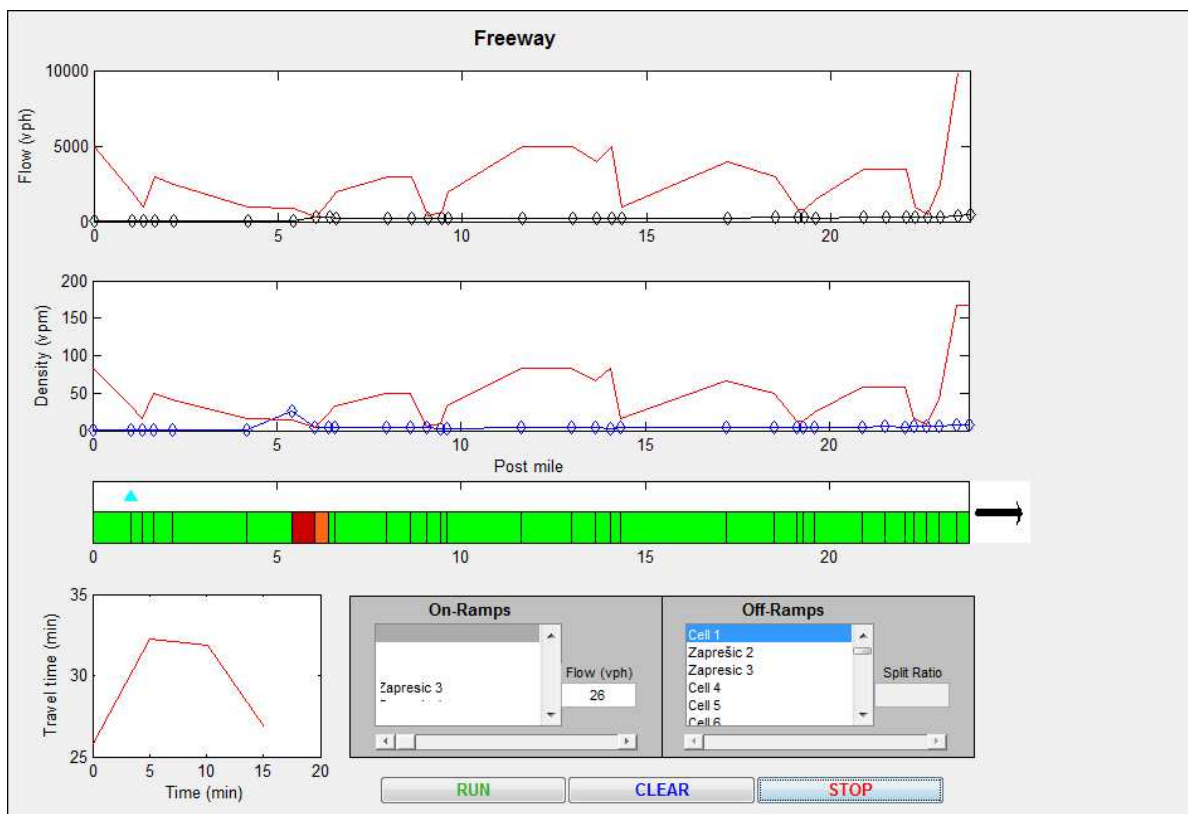 Freeway
10000
5000
0
Flow (vph)
0 5 10 15 20
200
150
100
50
0
Density (vpm)
0 5 10 15 20
Post mile
0 5 10 15 20
35
30
25
Travel time (min)
0 5 10 15 20
Time (min)
On-Ramps
Zapresic 3
Flow (vph)
26
Off-Ramps
Cell 1
Zaprešic 2
Zapresic 3
Cell 4
Cell 5
Cell 6
Split Ratio
RUN CLEAR STOP